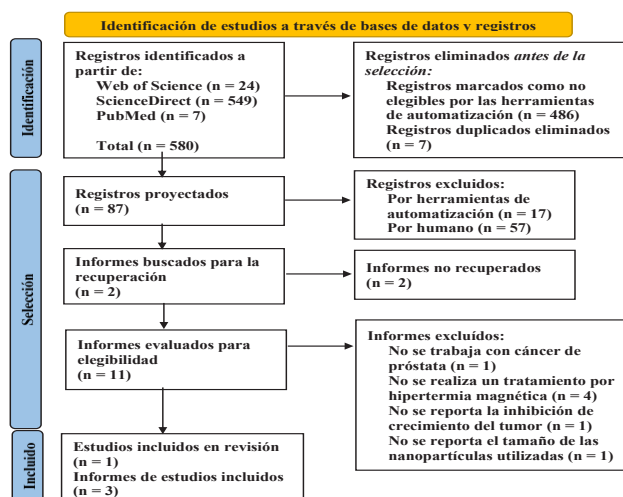 Identificación de estudios a través de bases de datos y registros
Identificación
Registros identificados a
partir de:
Web of Science (n = 24)
ScienceDirect (n = 549)
PubMed (n = 7)
Total (n = 580)
Registros eliminados antes de la
selección:
Registros marcados como no
elegibles por las herramientas
de automatización (n = 486)
Registros duplicados eliminados
(n = 7)
Selección
Registros proyectados
(n = 87)
Registros excluidos:
Por herramientas de
automatización (n = 17)
Por humano (n = 57)
Informes buscados para la
recuperación
(n = 2)
Informes no recuperados
(n = 2)
Informes evaluados para
elegibilidad
(n = 11)
Informes excluídos:
No se trabaja con cáncer de
próstata (n = 1)
No se realiza un tratamiento por
hipertermia magnética (n = 4)
No se reporta la inhibición de
crecimiento del tumor (n = 1)
No se reporta el tamaño de las
nanopartículas utilizadas (n = 1)
Incluido
Estudios incluidos en revisión
(n = 1)
Informes de estudios incluidos
(n = 3)